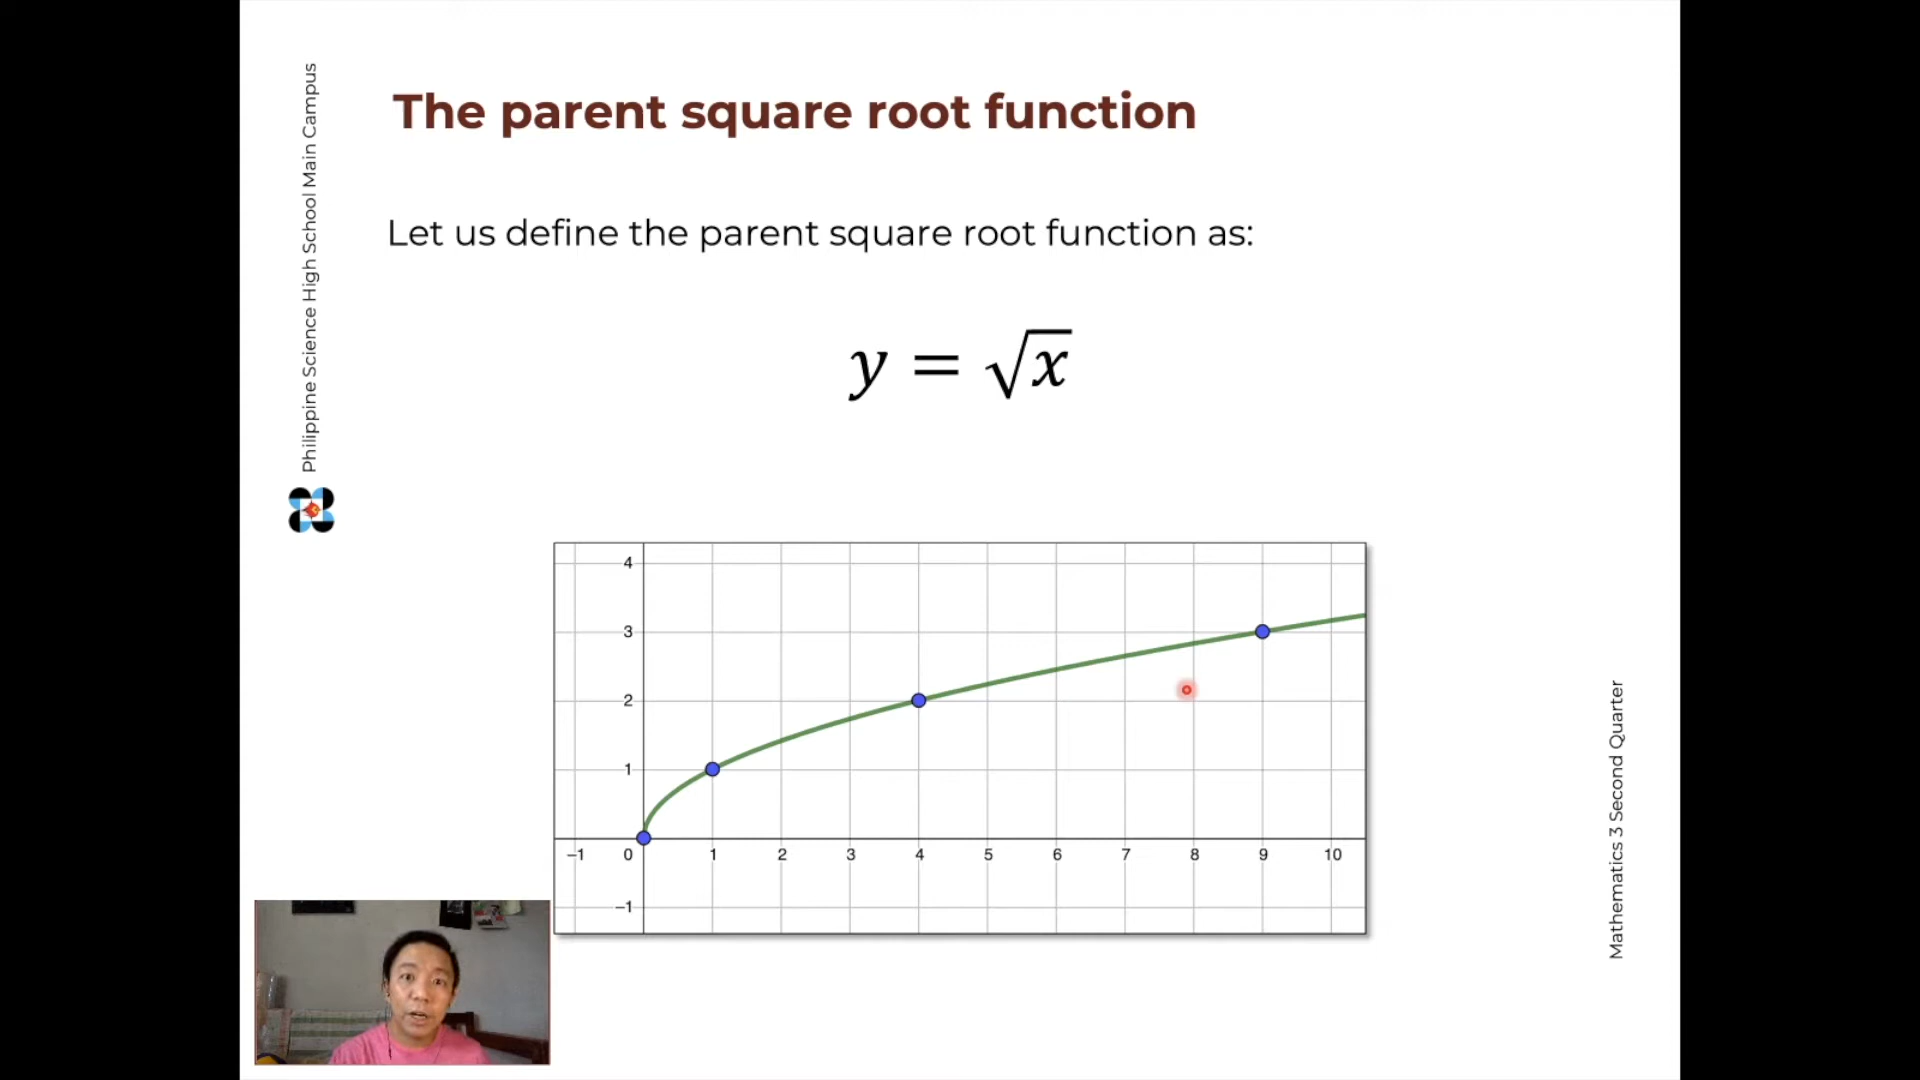 Philippine Science High School Main Campus
The parent square root function
Let us define the parent square root function as:
y = √x
4
3
2
1
–1 0 1 2 3 4 5 6 7 8 9 10
–1
Mathematics 3 Second Quarter